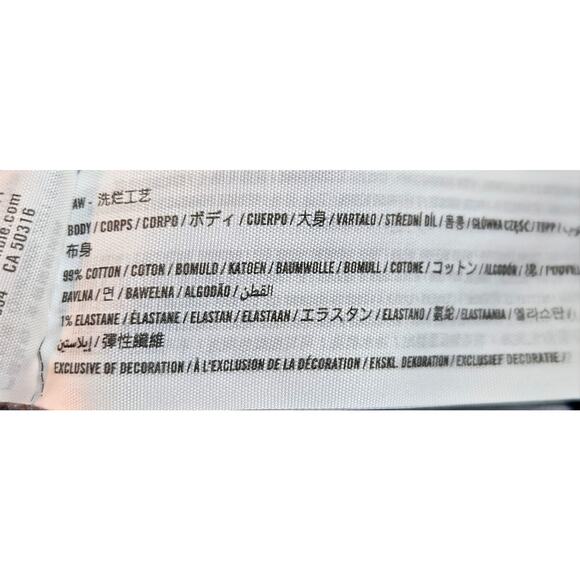 AW - 洗烂工艺
BODY / CORPS / CORPO / ボディ / CUERPO / 大身 / VARTALO / STŘEDNÍ DÍL / 몸통 / GŁÓWNA CZĘŚĆ /
布身
99% COTTON / COTON / BOMULD / KATOEN / BAUMWOLLE / BOMULL / COTONE / コットン / ALGODÓN / 棉 /
BAVLNA / 면 / BAWEŁNA / ALGODÃO / القطن
1% ELASTANE / ÉLASTANE / ELASTAN / ELASTAAN / エラスタン / ELASTANO / 氨纶 / ELASTAANIA / 엘라스탄 /
إيلاستين / 彈性纖維
EXCLUSIVE OF DECORATION / À L'EXCLUSION DE LA DÉCORATION / EKSKL. DEKORATION / EXCLUSIEF DECORATIE /
CA 50316